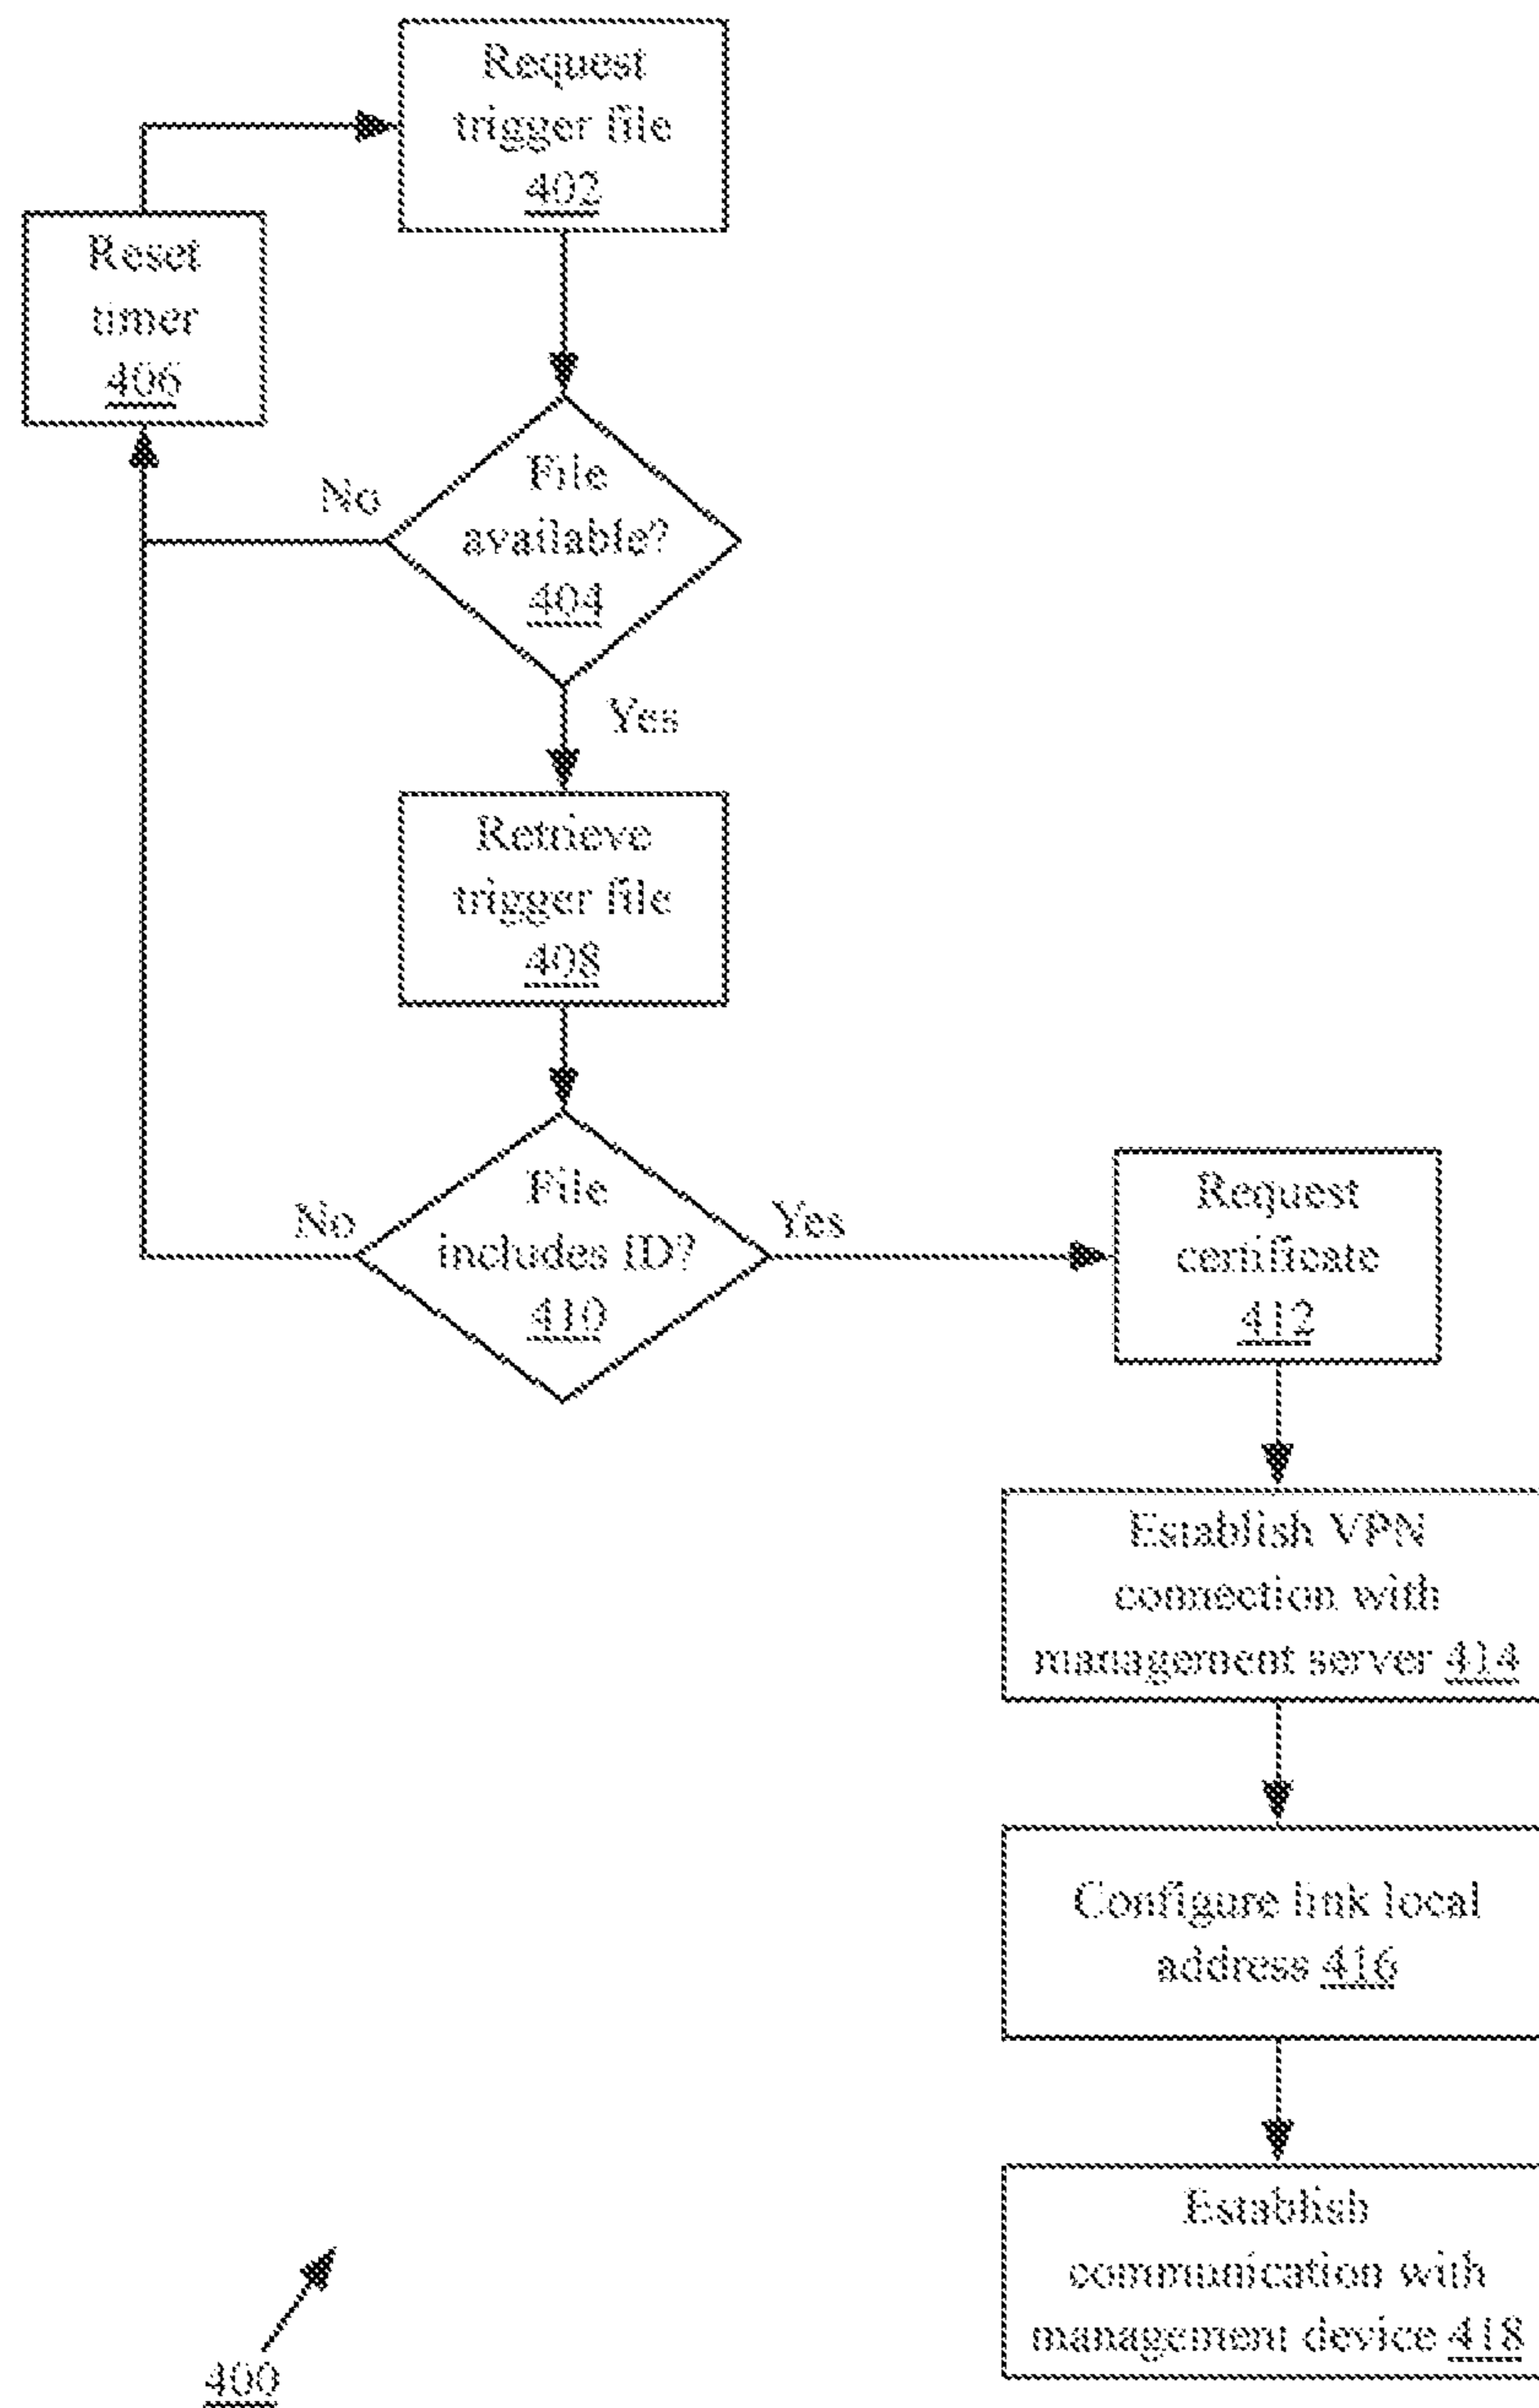 Request
trigger file
402
Reset
timer
406
File
available?
404
No
Yes
Retrieve
trigger file
408
File
includes ID?
410
No
Yes
Request
certificate
412
Establish VPN
connection with
management server 414
Configure link local
address 416
Establish
communication with
management device 418
400